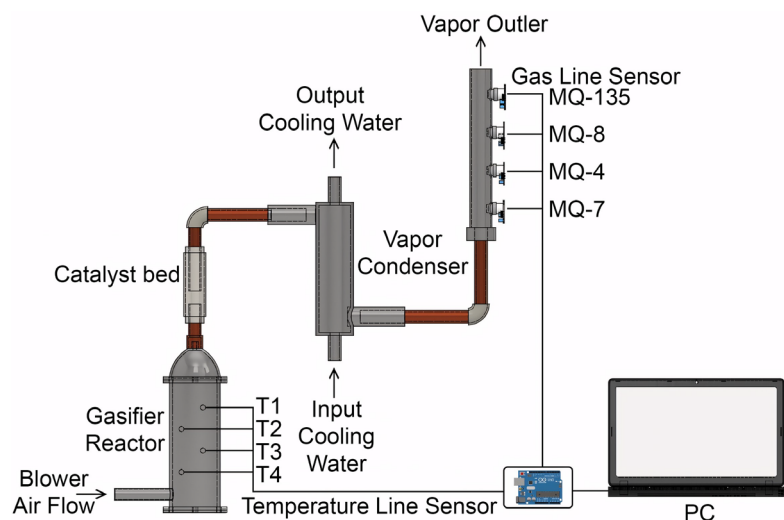 Vapor Outler
Gas Line Sensor
MQ-135
MQ-8
MQ-4
MQ-7
Output
Cooling Water
Vapor
Condenser
Catalyst bed
Gasifier
Reactor
T1
T2
T3
T4
Input
Cooling
Water
Blower
Air Flow
Temperature Line Sensor
PC